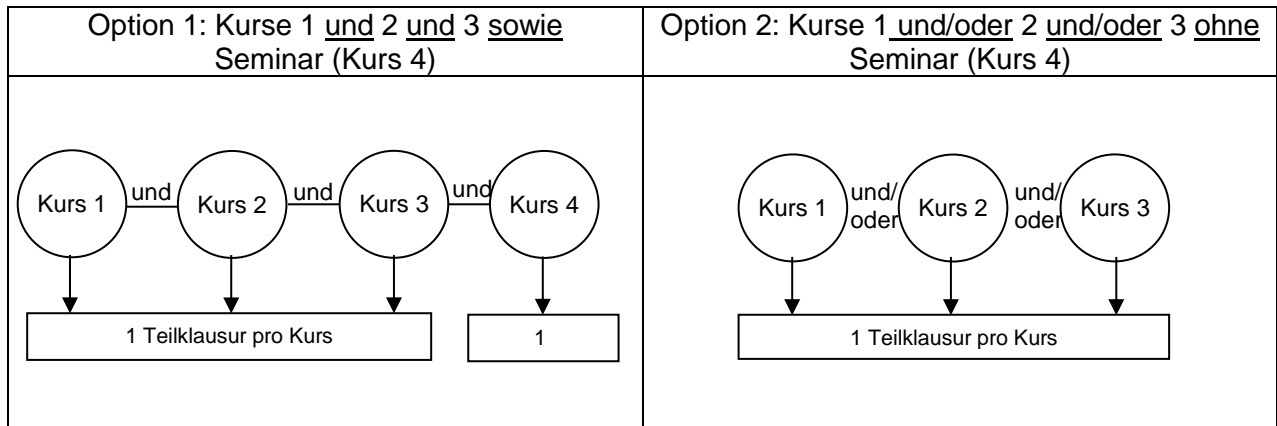 Option 1: Kurse 1 und 2 und 3 sowie
Seminar (Kurs 4)
Option 2: Kurse 1 und/oder 2 und/oder 3 ohne
Seminar (Kurs 4)
Kurs 1 und Kurs 2 und Kurs 3 und Kurs 4
1 Teilklausur pro Kurs
1
Kurs 1 und/ oder Kurs 2 und/ oder Kurs 3
1 Teilklausur pro Kurs